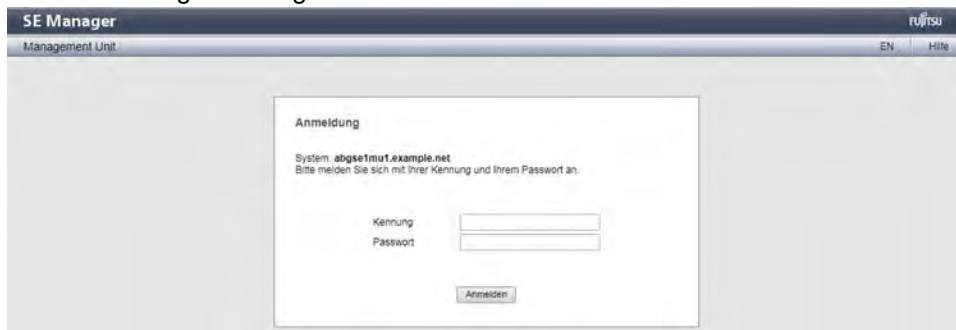 SE Manager FUJITSU
Management Unit EN Hilfe
Anmeldung
System: abgse1mu1.example.net
Bitte melden Sie sich mit Ihrer Kennung und Ihrem Passwort an.
Kennung
Passwort
Anmelden